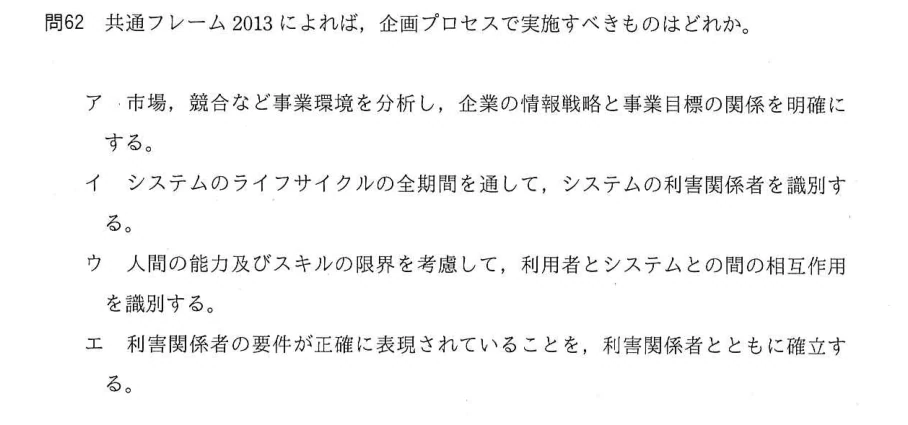 問62 共通フレーム 2013 によれば，企画プロセスで実施すべきものはどれか。
ア 市場，競合など事業環境を分析し，企業の情報戦略と事業目標の関係を明確に
する。
イ システムのライフサイクルの全期間を通して，システムの利害関係者を識別す
る。
ウ 人間の能力及びスキルの限界を考慮して，利用者とシステムとの間の相互作用
を識別する。
エ 利害関係者の要件が正確に表現されていることを，利害関係者とともに確立す
る。